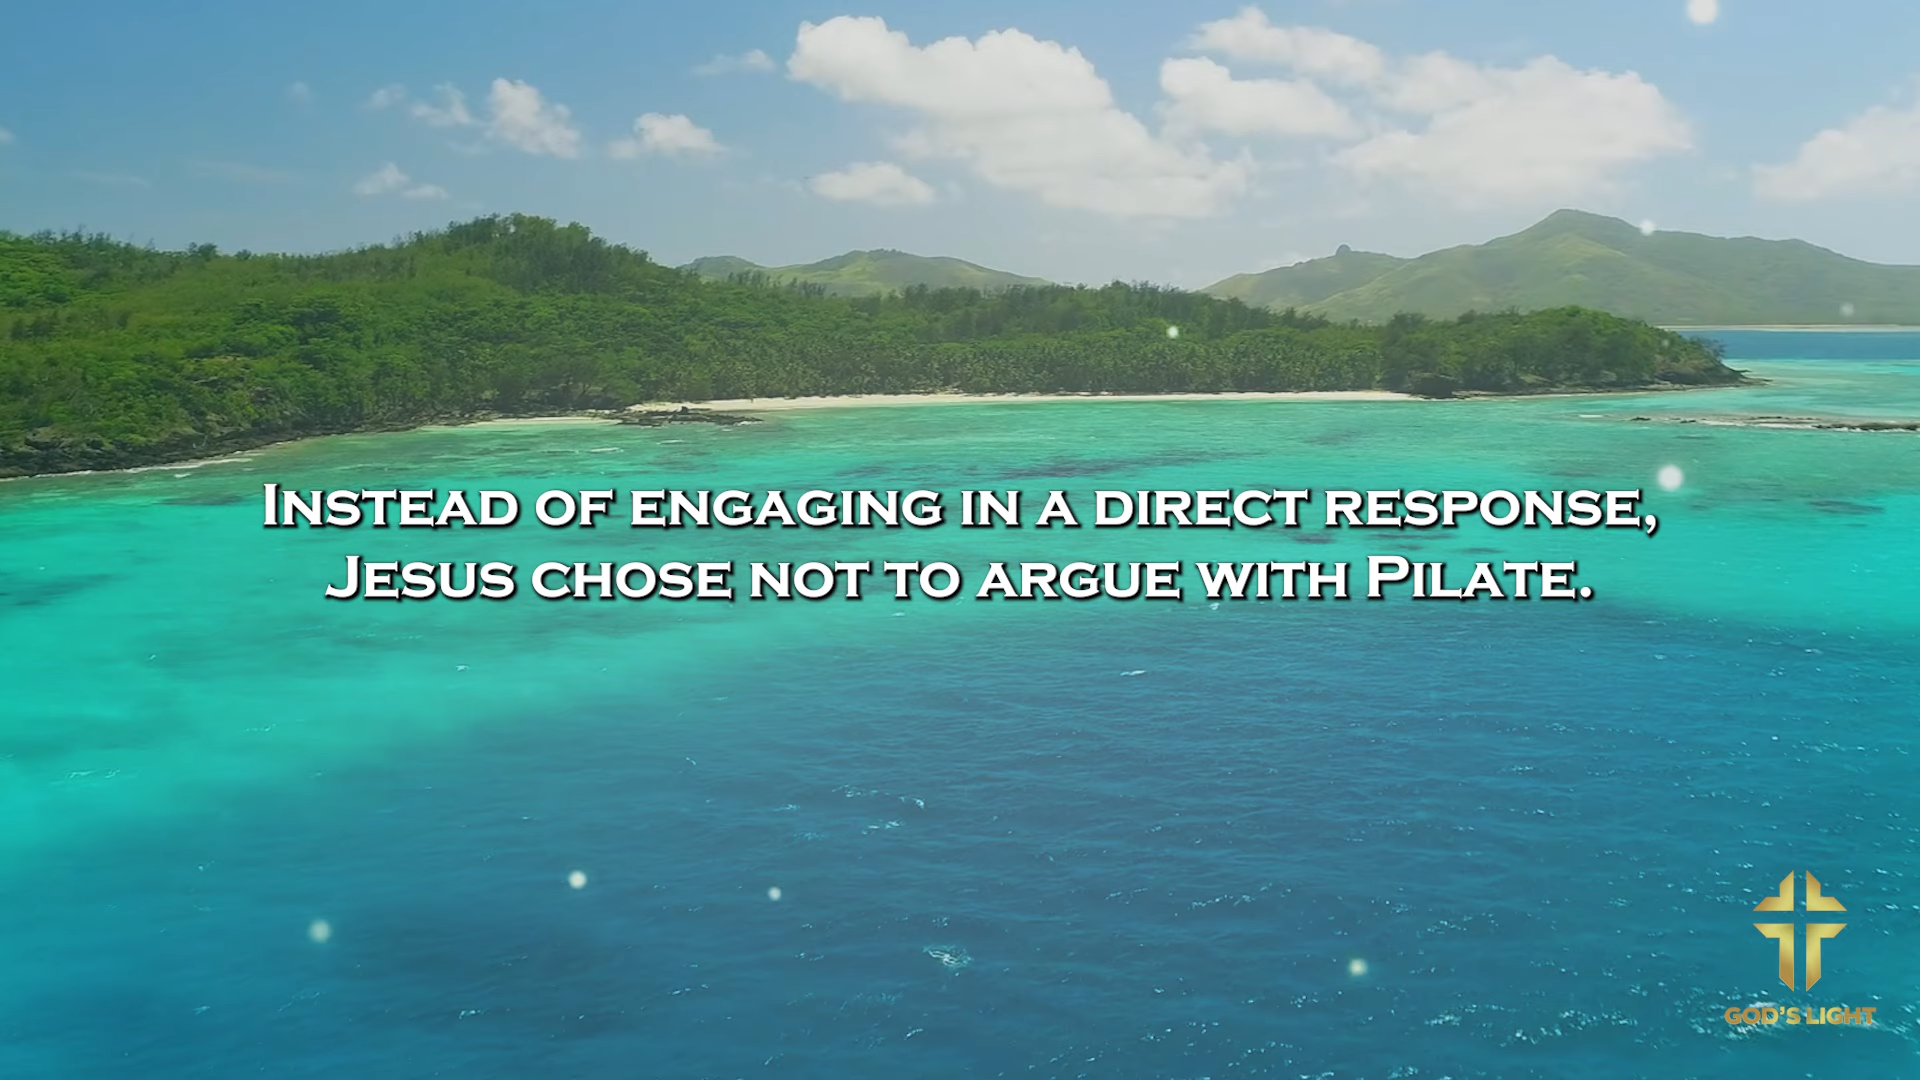 Instead of engaging in a direct response,
Jesus chose not to argue with Pilate.
GOD'S LIGHT